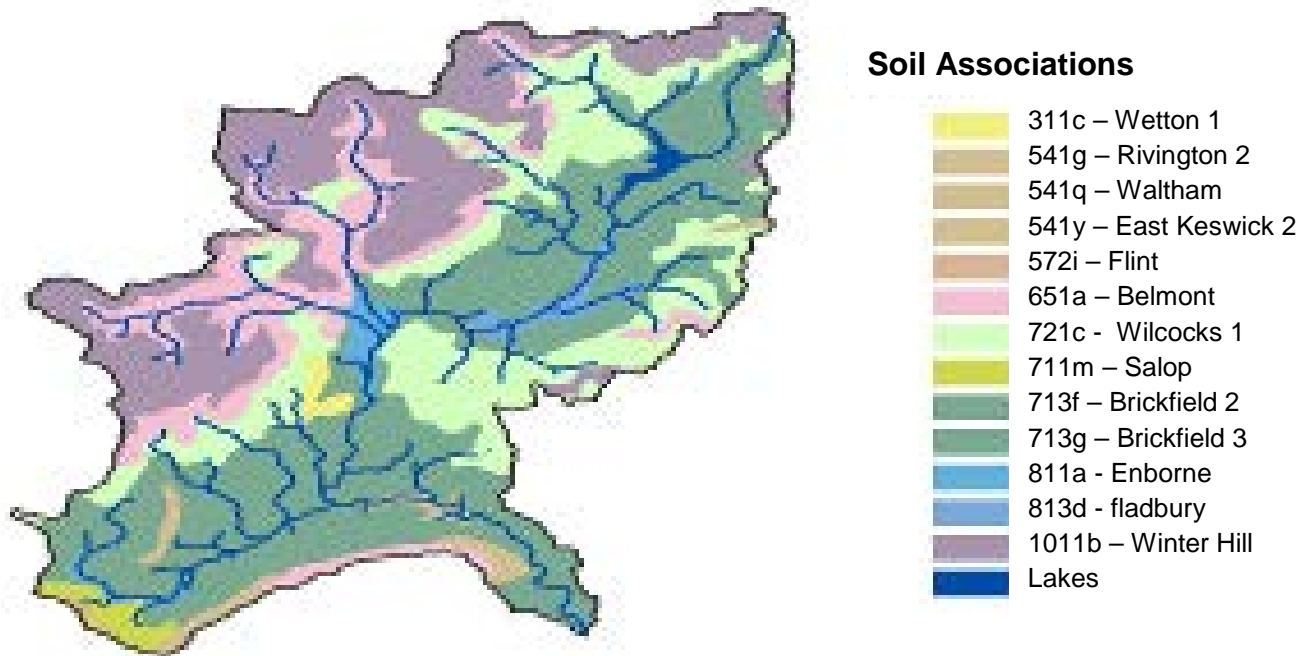 Soil Associations
311c – Wetton 1
541g – Rivington 2
541q – Waltham
541y – East Keswick 2
572i – Flint
651a – Belmont
721c - Wilcocks 1
711m – Salop
713f – Brickfield 2
713g – Brickfield 3
811a - Enborne
813d - fladbury
1011b – Winter Hill
Lakes